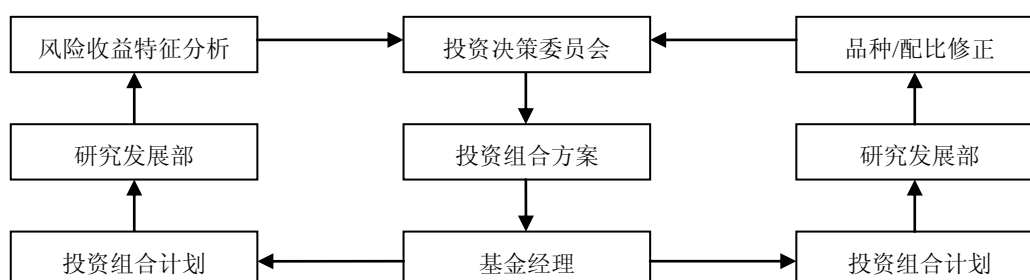 风险收益特征分析
投资决策委员会
品种/配比修正
研究发展部
投资组合方案
研究发展部
投资组合计划
基金经理
投资组合计划